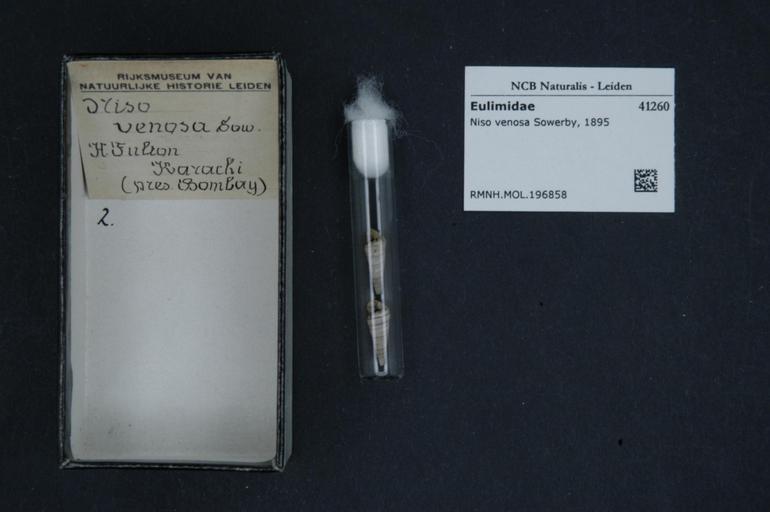 RIJKSMUSEUM VAN
NATUURLIJKE HISTORIE LEIDEN
Niso
venosa Sow.
H. Fulton
Karachi
(pres. Bombay)
2.
NCB Naturalis - Leiden
Eulimidae 41260
Niso venosa Sowerby, 1895
RMNH.MOL.196858